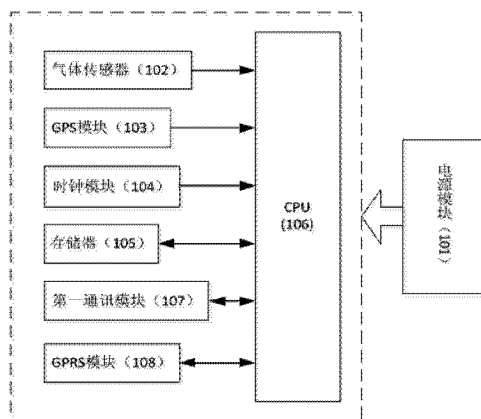 气体传感器（102）
GPS模块（103）
时钟模块（104）
存储器（105）
第一通讯模块（107）
GPRS模块（108）
CPU
(106)
电源模块（101）